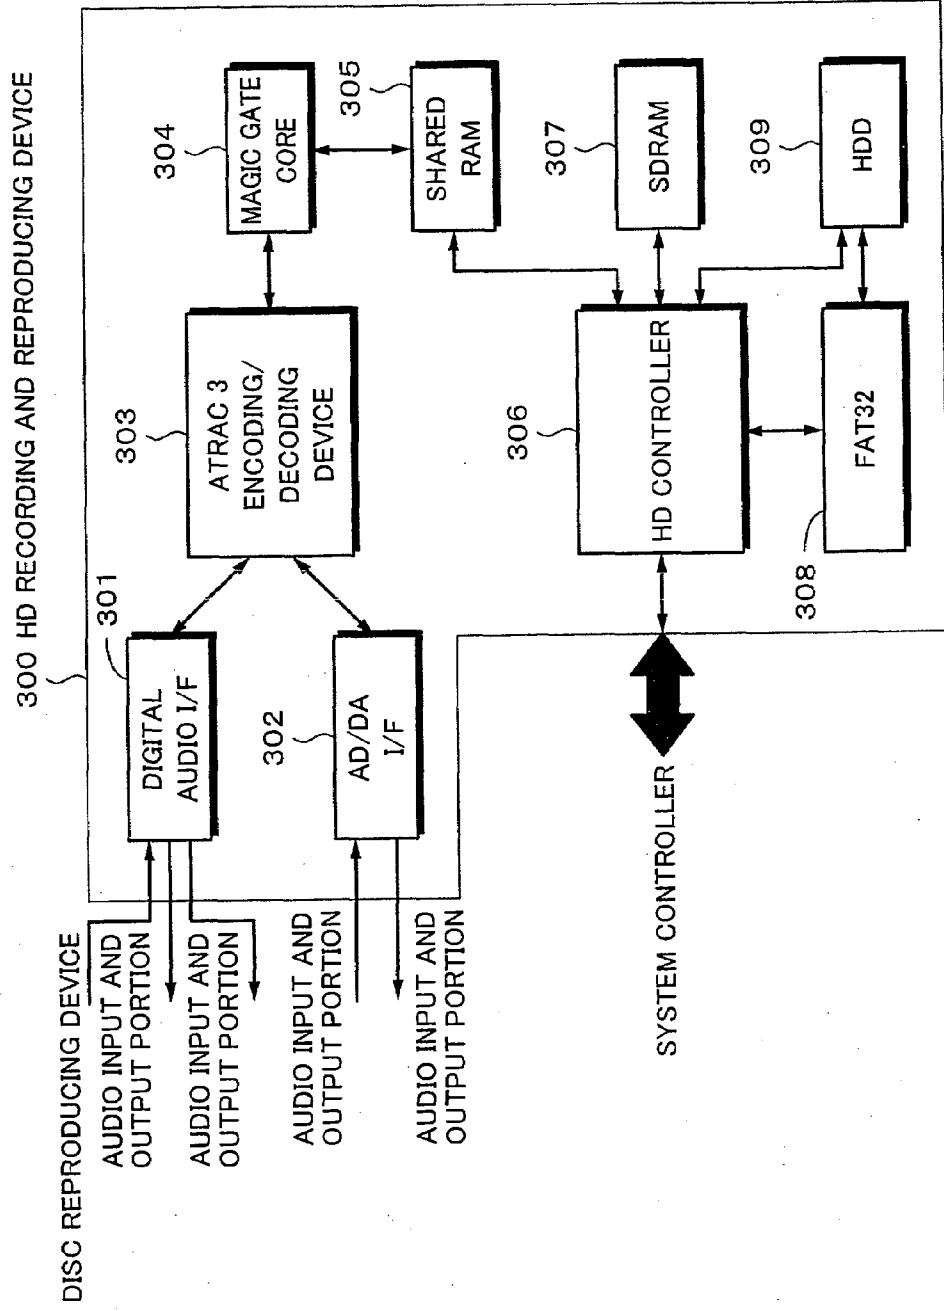 300 HD RECORDING AND REPRODUCING DEVICE
DISC REPRODUCING DEVICE
AUDIO INPUT AND
OUTPUT PORTION
AUDIO INPUT AND
OUTPUT PORTION
AUDIO INPUT AND
OUTPUT PORTION
AUDIO INPUT AND
OUTPUT PORTION
301
DIGITAL
AUDIO I/F
302
AD/DA
I/F
303
ATRAC 3
ENCODING/
DECODING
DEVICE
304
MAGIC GATE
CORE
305
SHARED
RAM
SYSTEM CONTROLLER
306
HD CONTROLLER
307
SDRAM
308
FAT32
309
HDD